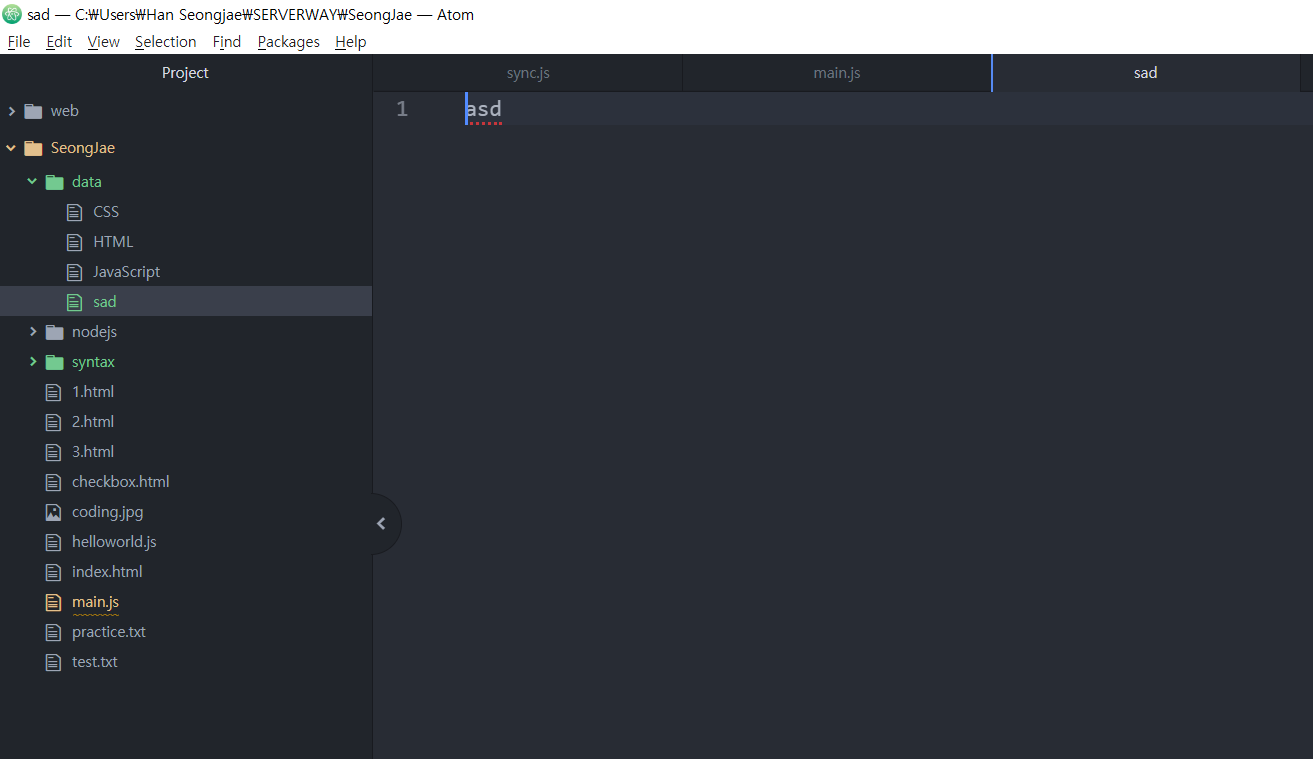 sad — C:₩Users₩Han Seongjae₩SERVERWAY₩SeongJae — Atom
File Edit View Selection Find Packages Help
Project
sync.js main.js sad
1 asd
web
SeongJae
data
CSS
HTML
JavaScript
sad
nodejs
syntax
1.html
2.html
3.html
checkbox.html
coding.jpg
helloworld.js
index.html
main.js
practice.txt
test.txt